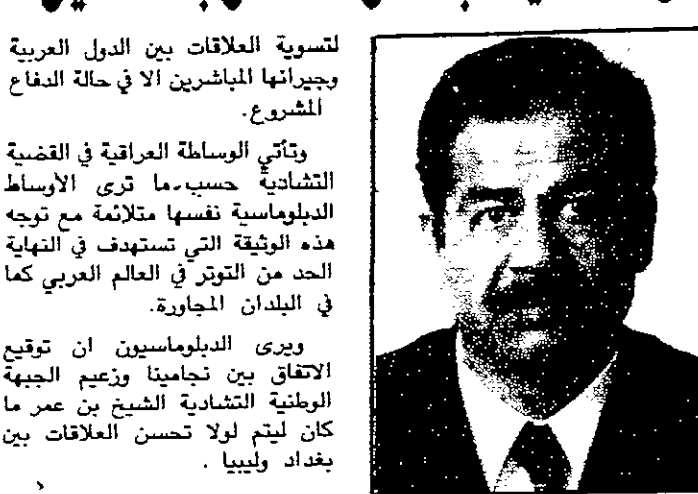 لتسوية العلاقات بين الدول العربية
وجيرانها المباشرين الا في حالة الدفاع
المشروع.
وتأتي الوساطة العراقية في القضية
التشادية حسب ما ترى الأوساط
الدبلوماسية نفسها متلائمة مع توجه
هذه الوثيقة التي تستهدف في النهاية
الحد من التوتر في العالم العربي كما
في البلدان المجاورة.
ويرى الدبلوماسيون ان توقيع
الاتفاق بين نجامينا وزعيم الجبهة
الوطنية التشادية الشيخ بن عمر ما
كان ليتم لولا تحسن العلاقات بين
بغداد وليبيا .